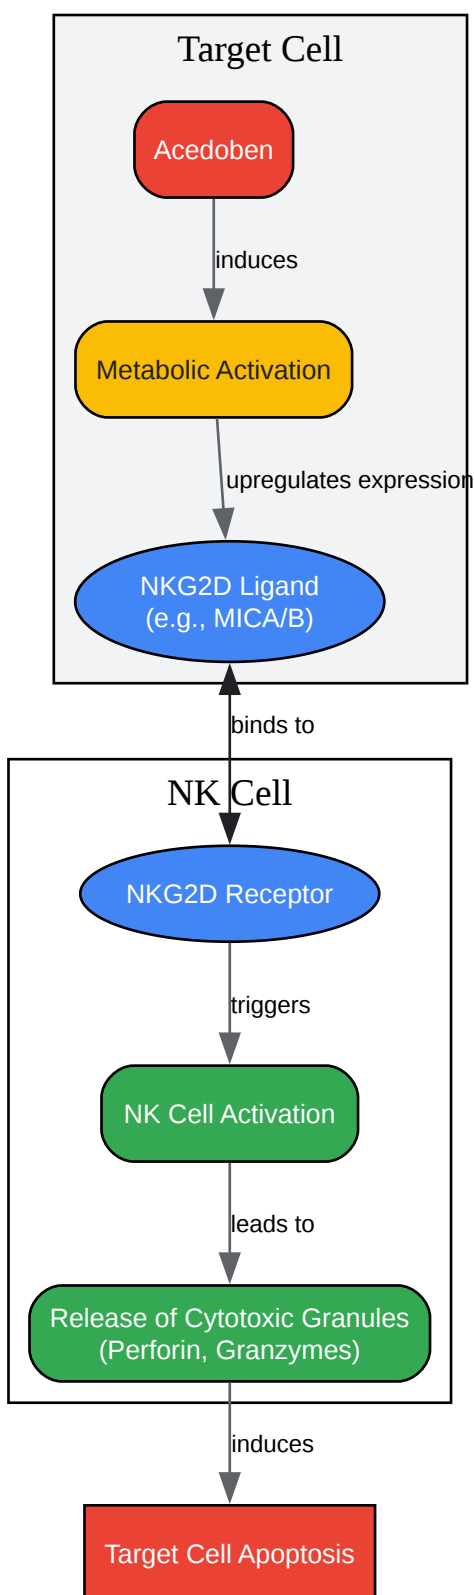 Target Cell
Acedoben
induces
Metabolic Activation
upregulates expression
NKG2D Ligand
(e.g., MICA/B)
binds to
NK Cell
NKG2D Receptor
triggers
NK Cell Activation
leads to
Release of Cytotoxic Granules
(Perforin, Granzymes)
induces
Target Cell Apoptosis